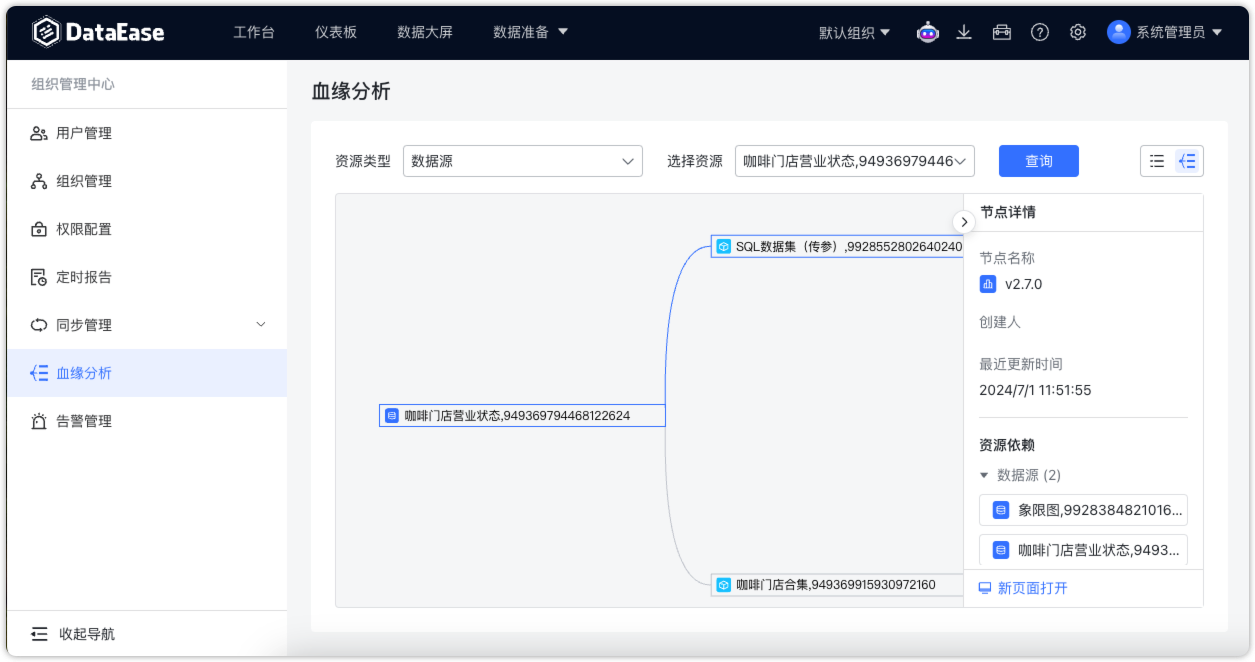 DataEase
工作台
仪表板
数据大屏
数据准备
默认组织
系统管理员
组织管理中心
用户管理
组织管理
权限配置
定时报告
同步管理
血缘分析
告警管理
收起导航
血缘分析
资源类型
数据源
选择资源
咖啡门店营业状态,94936979446
查询
SQL数据集（传参）,9928552802640240
咖啡门店营业状态,949369794468122624
咖啡门店合集,949369915930972160
节点详情
节点名称
v2.7.0
创建人
最近更新时间
2024/7/1 11:51:55
资源依赖
数据源 (2)
象限图,9928384821016...
咖啡门店营业状态,9493...
新页面打开